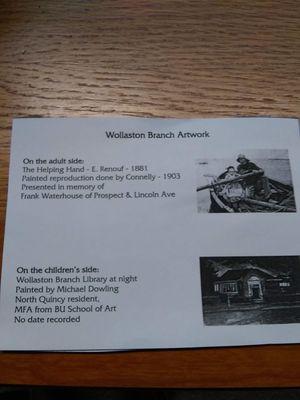 Wollaston Branch Artwork
On the adult side:
The Helping Hand - E. Renouf - 1881
Painted reproduction done by Connelly - 1903
Presented in memory of
Frank Waterhouse of Prospect & Lincoln Ave
On the children's side:
Wollaston Branch Library at night
Painted by Michael Dowling
North Quincy resident,
MFA from BU School of Art
No date recorded